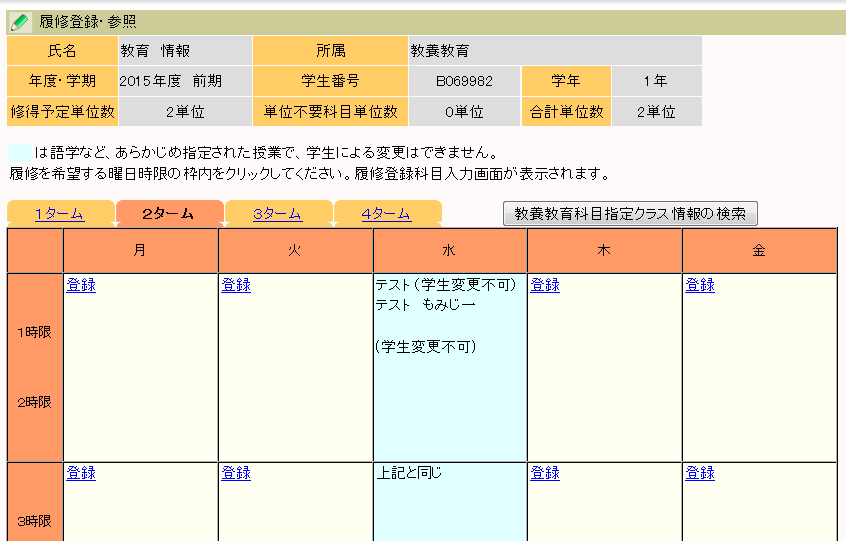 履修登録・参照
氏名 教育　情報 所属 教養教育
年度・学期 2015年度　前期 学生番号 B069982 学年 1年
修得予定単位数 2単位 単位不要科目単位数 0単位 合計単位数 2単位
は語学など、あらかじめ指定された授業で、学生による変更はできません。
履修を希望する曜日時限の枠内をクリックしてください。履修登録科目入力画面が表示されます。
1ターム 2ターム 3ターム 4ターム 教養教育科目指定クラス情報の検索
月 火 水 木 金
登録 登録 テスト（学生変更不可） 登録 登録
テスト　もみじ一
1時限
（学生変更不可）
2時限
登録 登録 上記と同じ 登録 登録
3時限